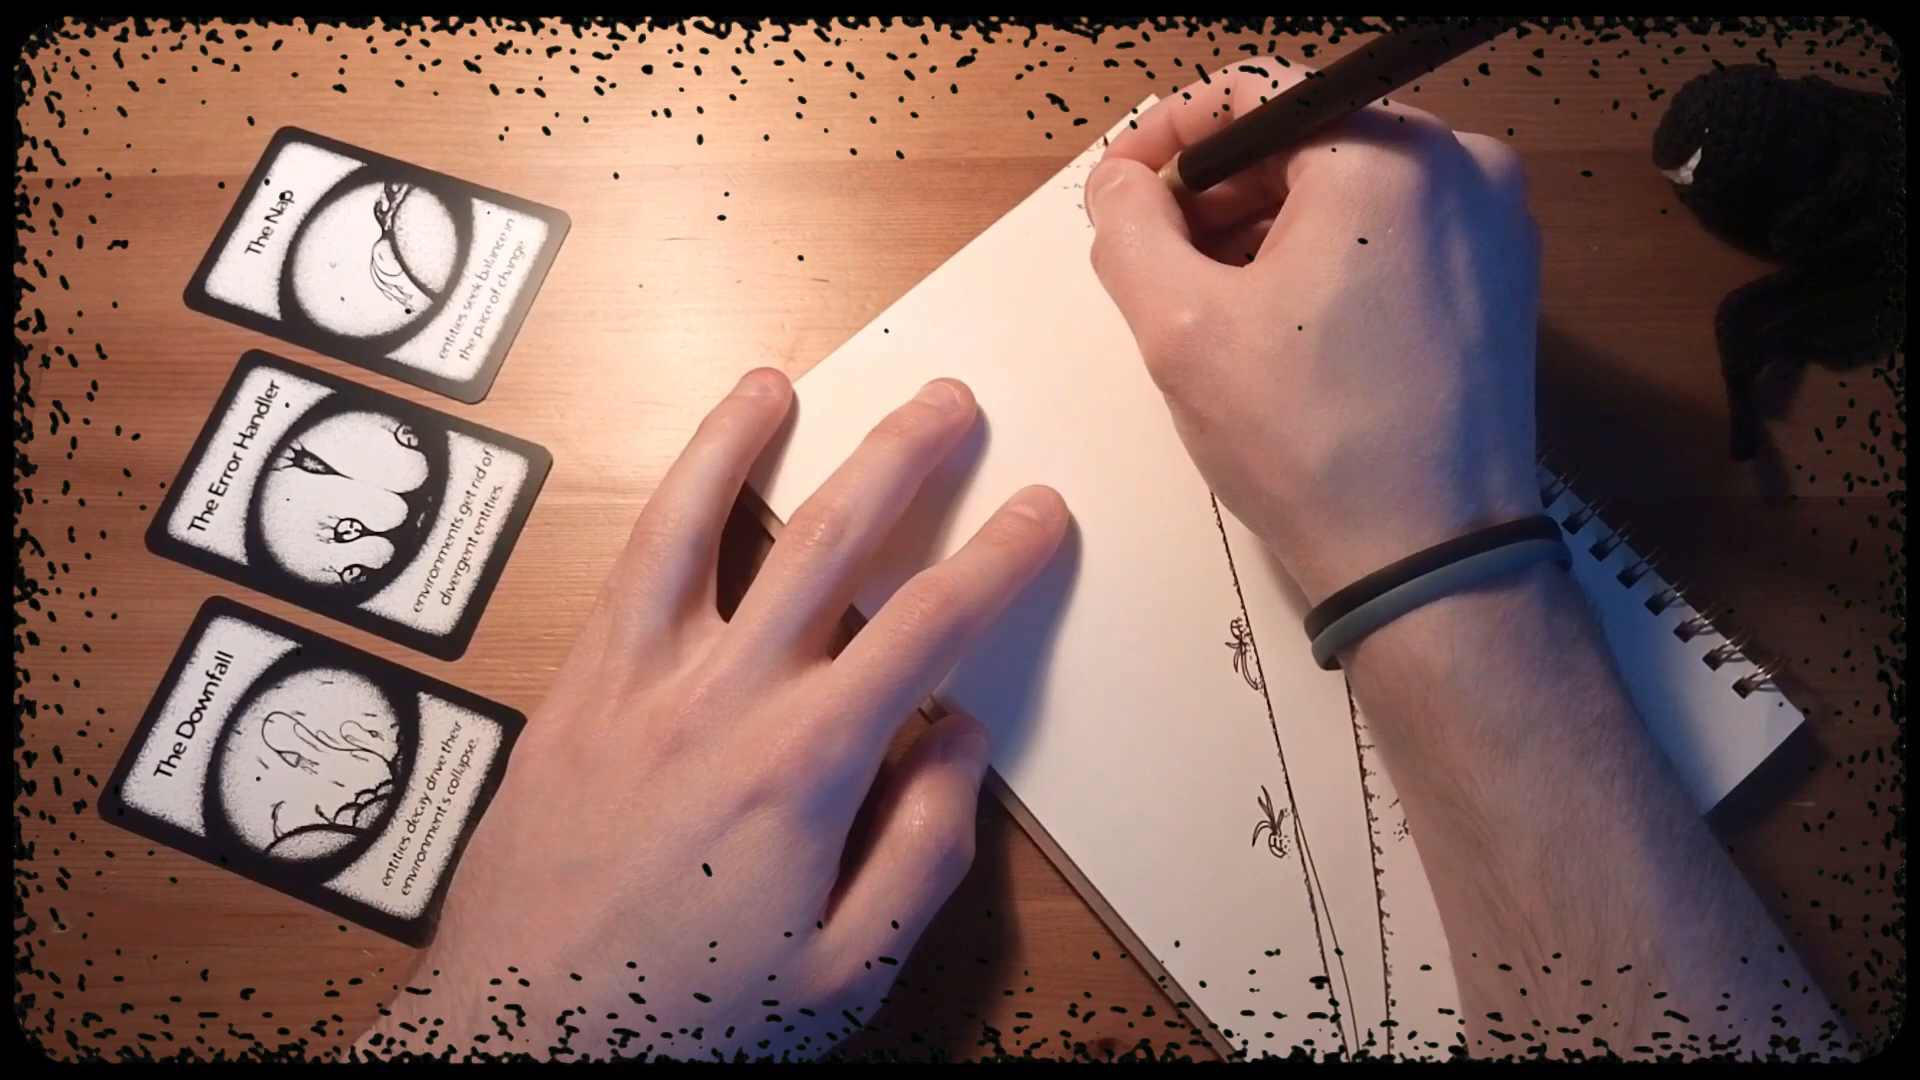 The Nap
entities seek balance in
the pace of change
The Error Handler
environments get rid of
divergent entities.
The Downfall
entities decay drive their
environment's collapse.